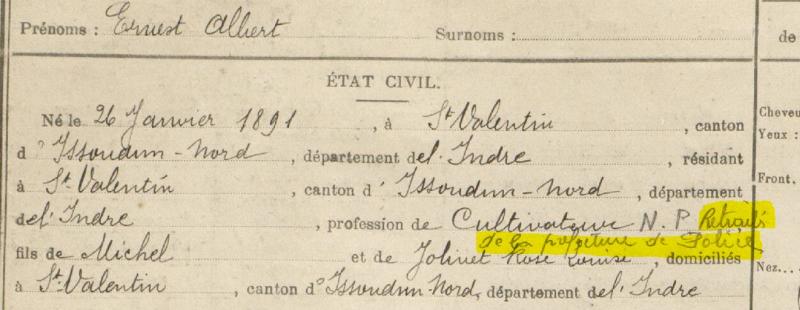 Prénoms : Ernest Albert Surnoms :
de
ÉTAT CIVIL.
Né le 26 Janvier 1891, à St Valentin, canton
d'Issoudun-Nord, département de l'Indre, résidant
à St Valentin, canton d'Issoudun-Nord, département
de l'Indre, profession de Cultivateur N. P. Retraité
de la préfecture de Police
fils de Michel et de Jolivet Rose Louise, domiciliés
à St Valentin, canton d'Issoudun-Nord, département de l'Indre
Cheveu
Yeux :
Front.
Nez...